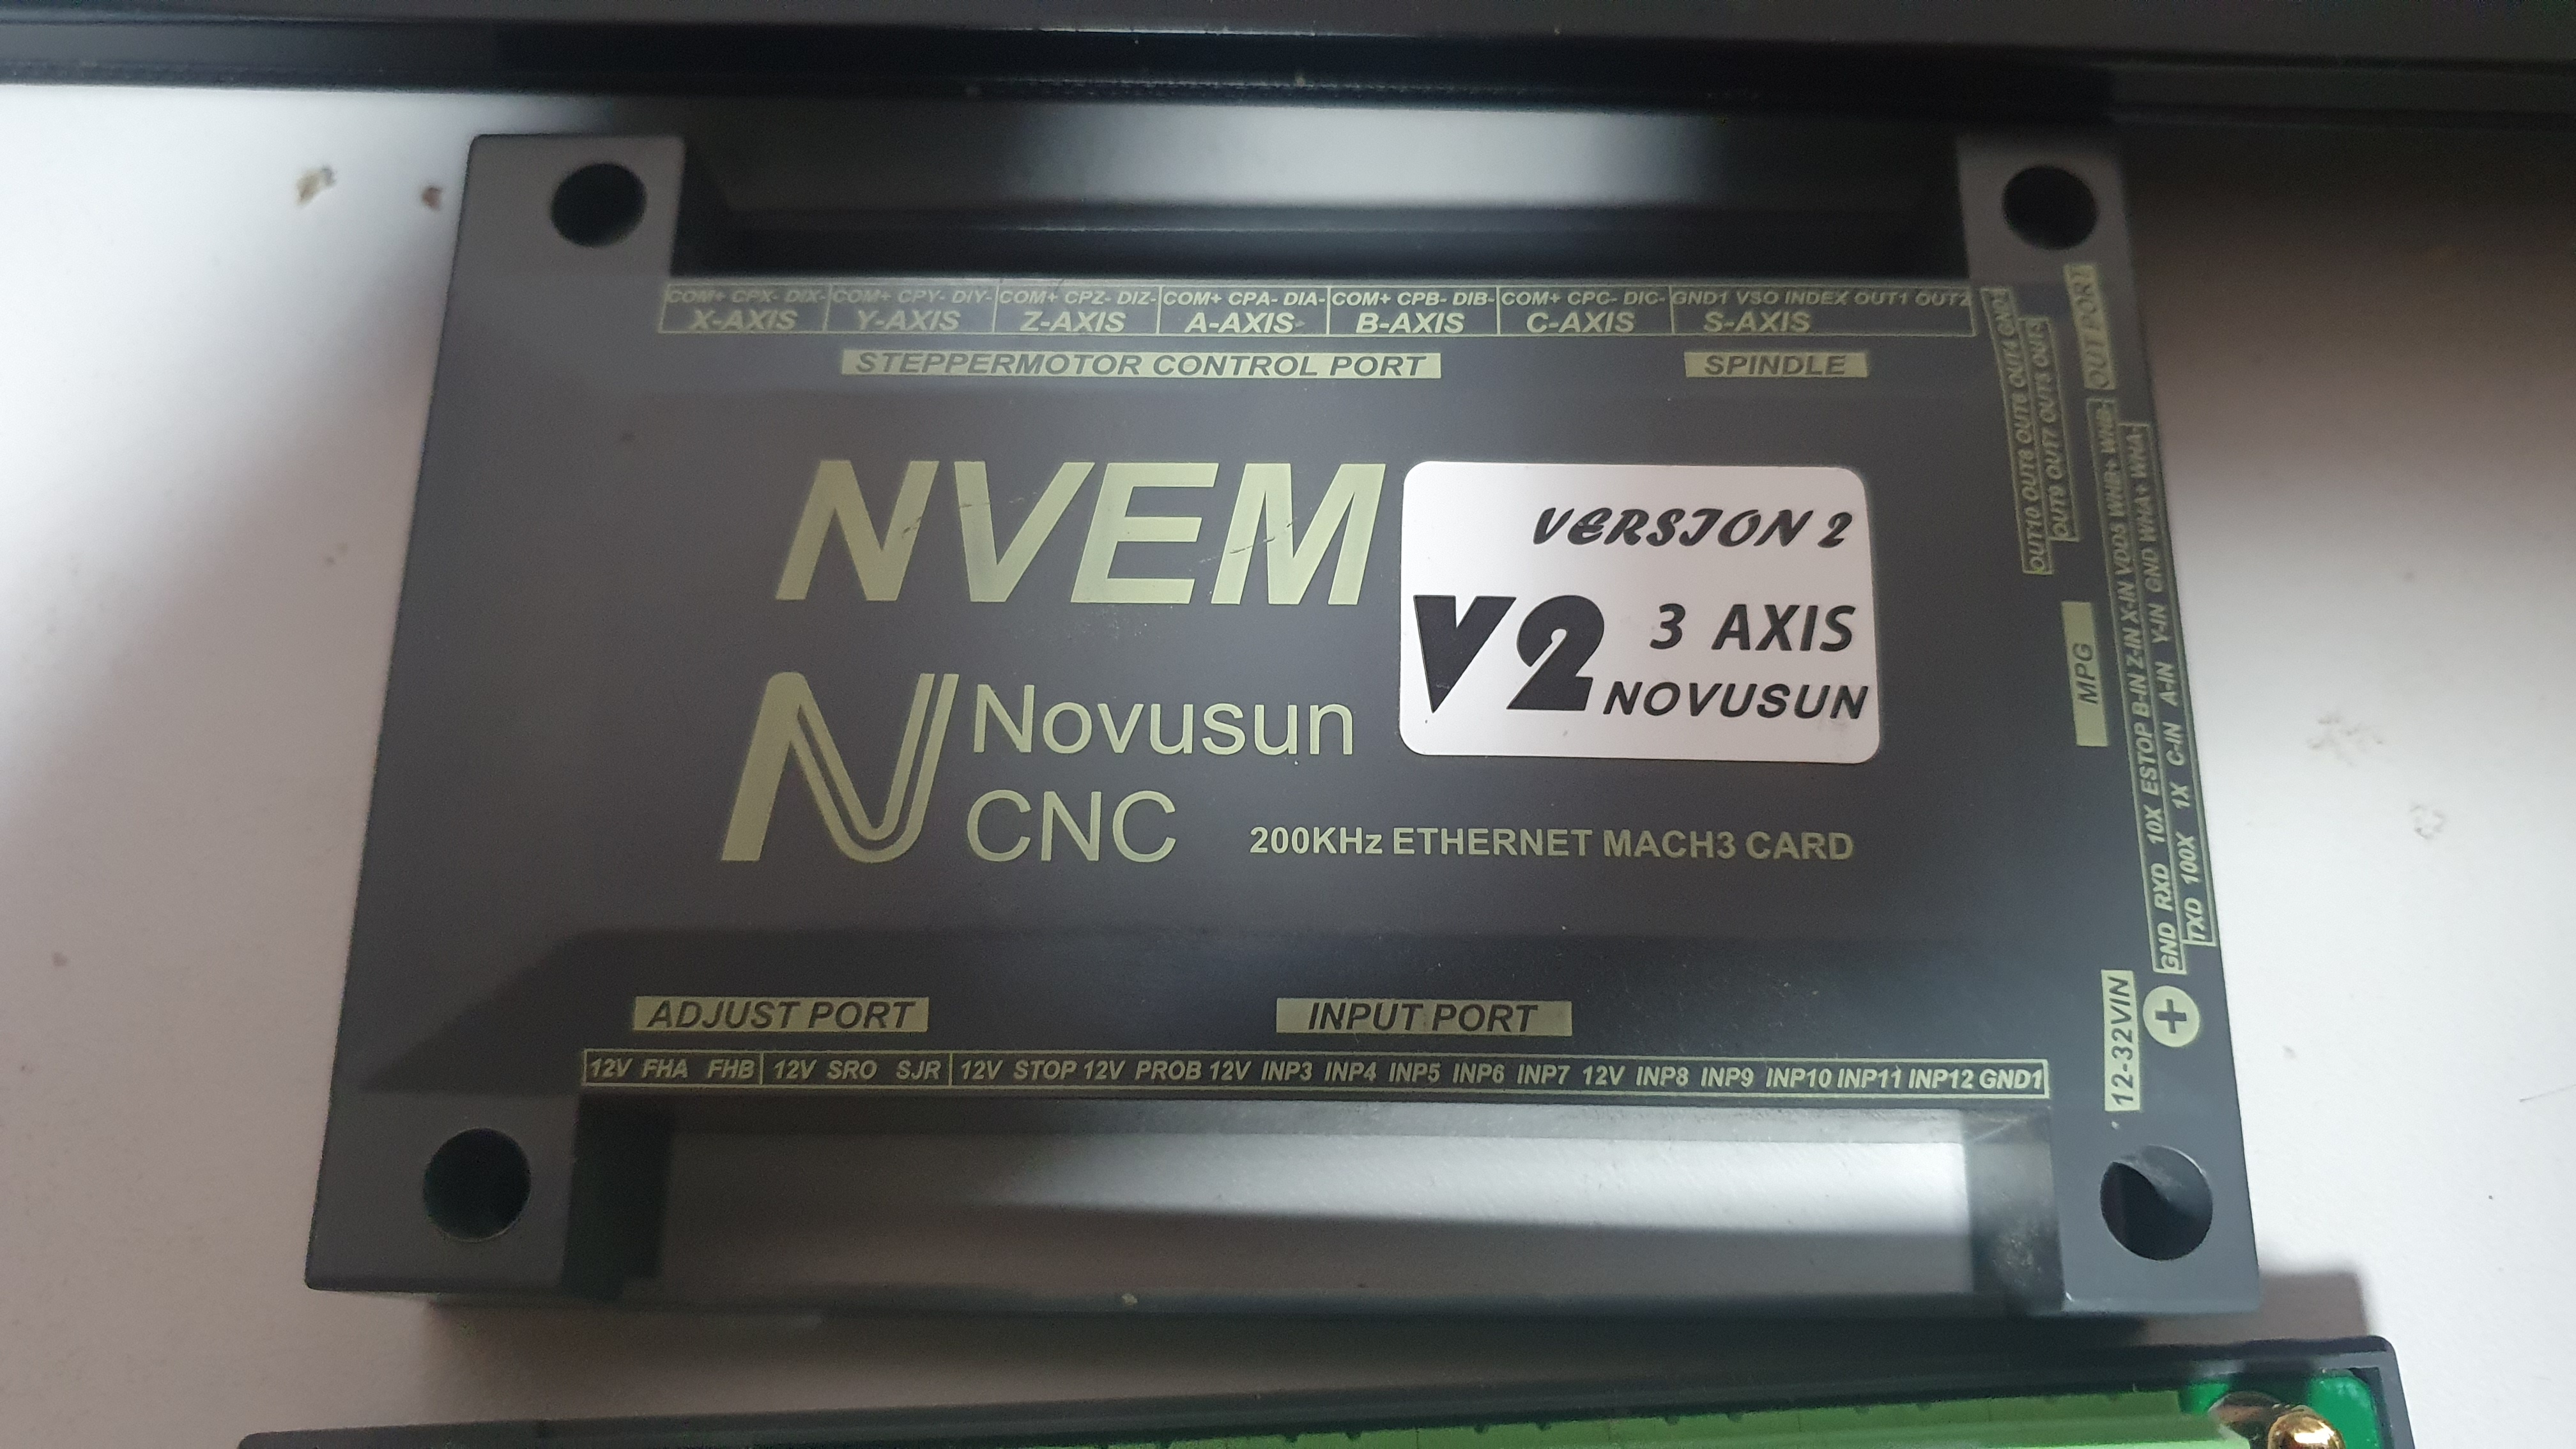 COM+ CPX- DIX- COM+ CPY- DIY- COM+ CPZ- DIZ- COM+ CPA- DIA- COM+ CPB- DIB- COM+ CPC- DIC- GND1 VSO INDEX OUT1 OUT2
X-AXIS Y-AXIS Z-AXIS A-AXIS B-AXIS C-AXIS S-AXIS
STEPPERMOTOR CONTROL PORT SPINDLE
NVEM
VERSION 2
V2 3 AXIS
NOVUSUN
Novusun
CNC
200KHz ETHERNET MACH3 CARD
ADJUST PORT INPUT PORT
12V FHA FHB 12V SRO SJR 12V STOP 12V PROB 12V INP3 INP4 INP5 INP6 INP7 12V INP8 INP9 INP10 INP11 INP12 GND1
OUT PORT
OUT10 OUT8 OUT6 OUT4
OUT9 OUT7 OUT5 OUT3
MPG
GND RXD 10X ESTOP B-IN Z-IN X-IN VDD5 WHB+ WHB-
TXD 100X 1X C-IN A-IN Y-IN GND WHA+ WHA-
12-32VIN
+